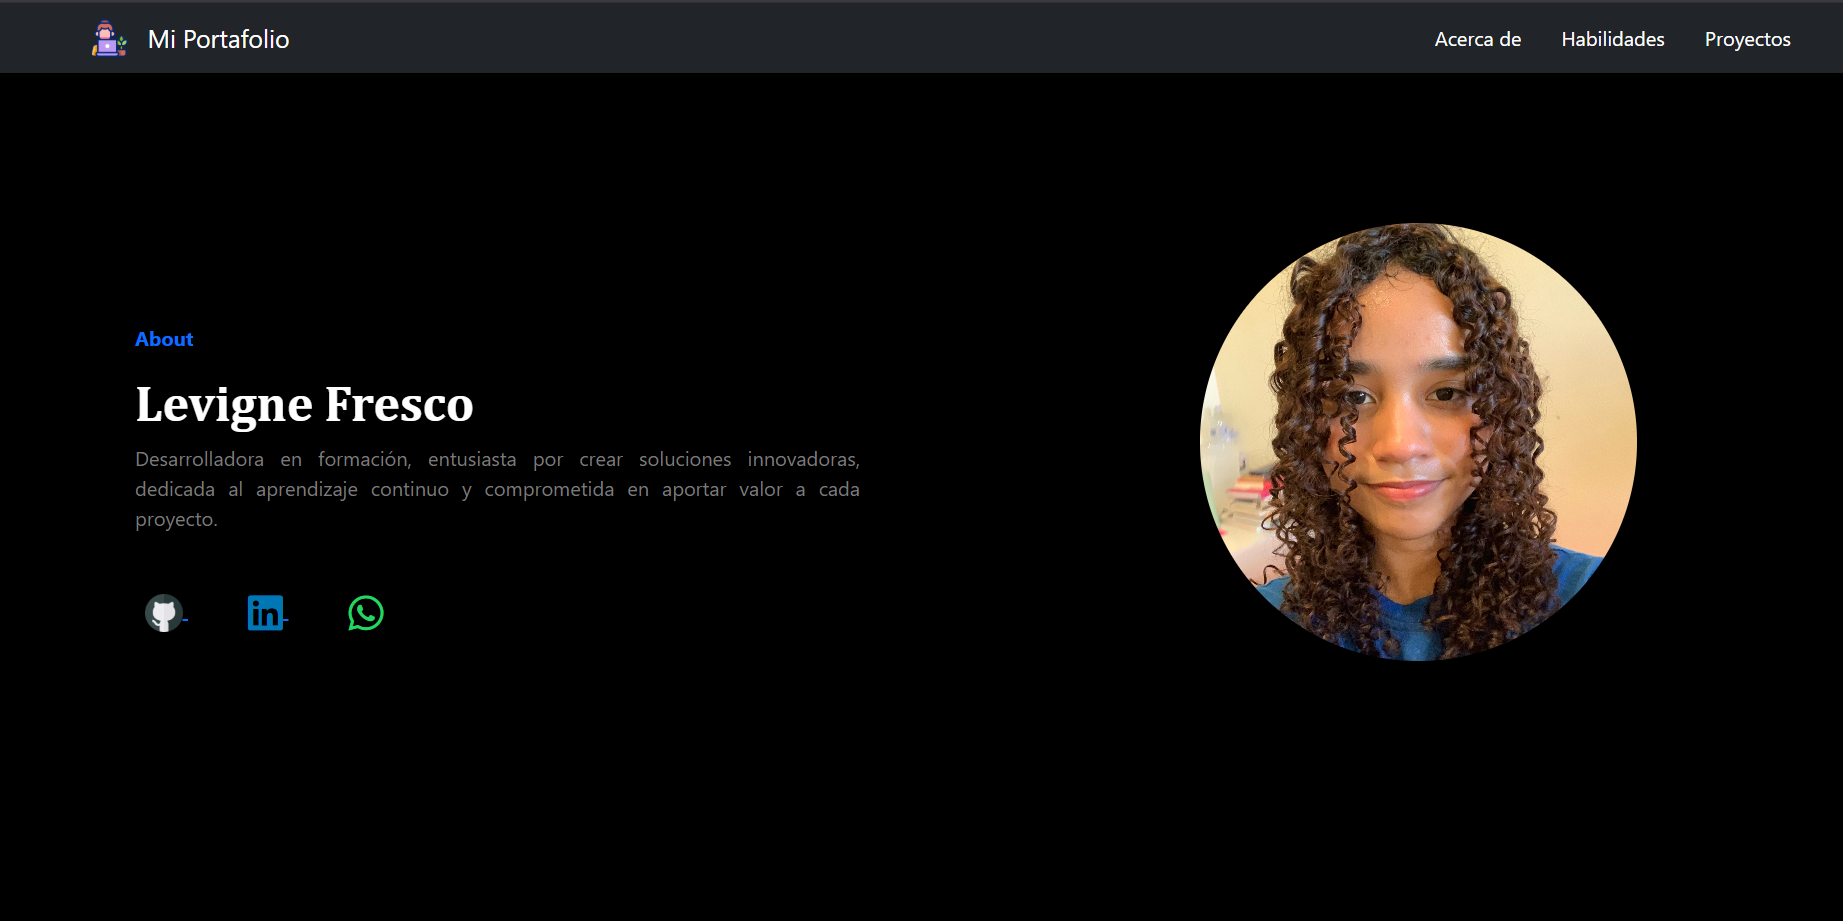 Mi Portafolio
Acerca de
Habilidades
Proyectos
About
Levigne Fresco
Desarrolladora en formación, entusiasta por crear soluciones innovadoras,
dedicada al aprendizaje continuo y comprometida en aportar valor a cada
proyecto.
in